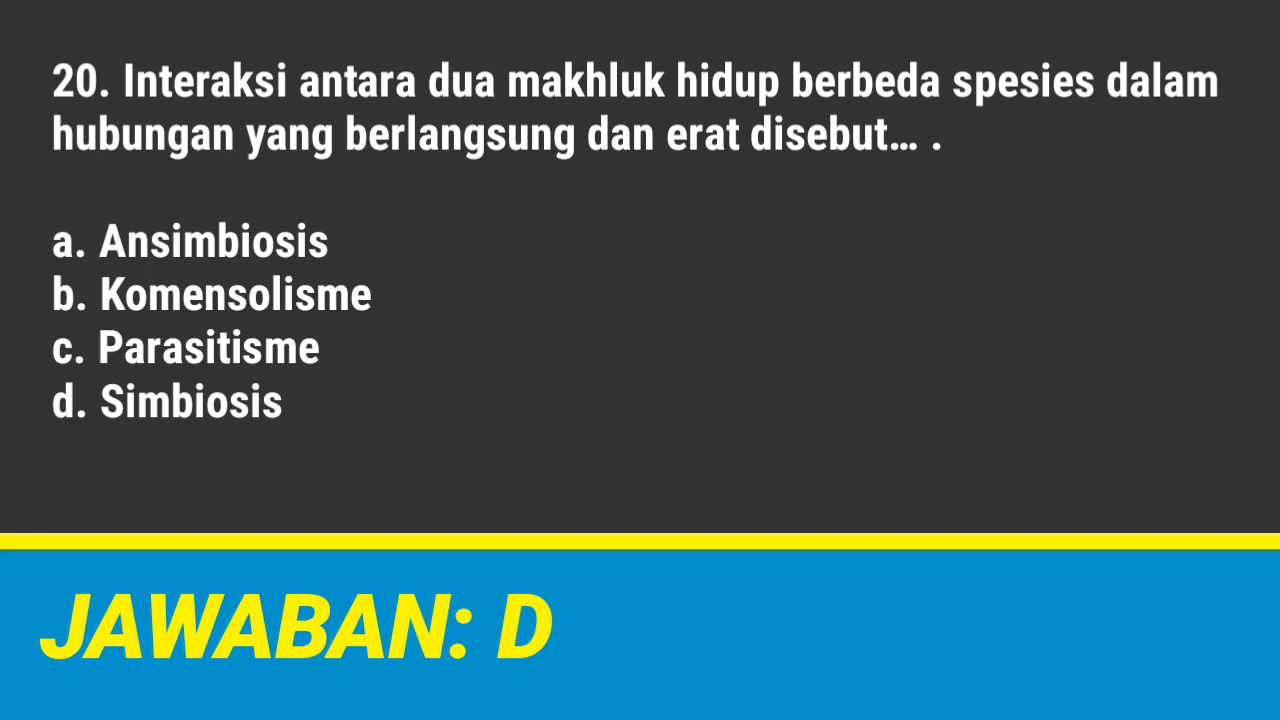 20. Interaksi antara dua makhluk hidup berbeda spesies dalam
hubungan yang berlangsung dan erat disebut… .
a. Ansimbiosis
b. Komensolisme
c. Parasitisme
d. Simbiosis
JAWABAN: D